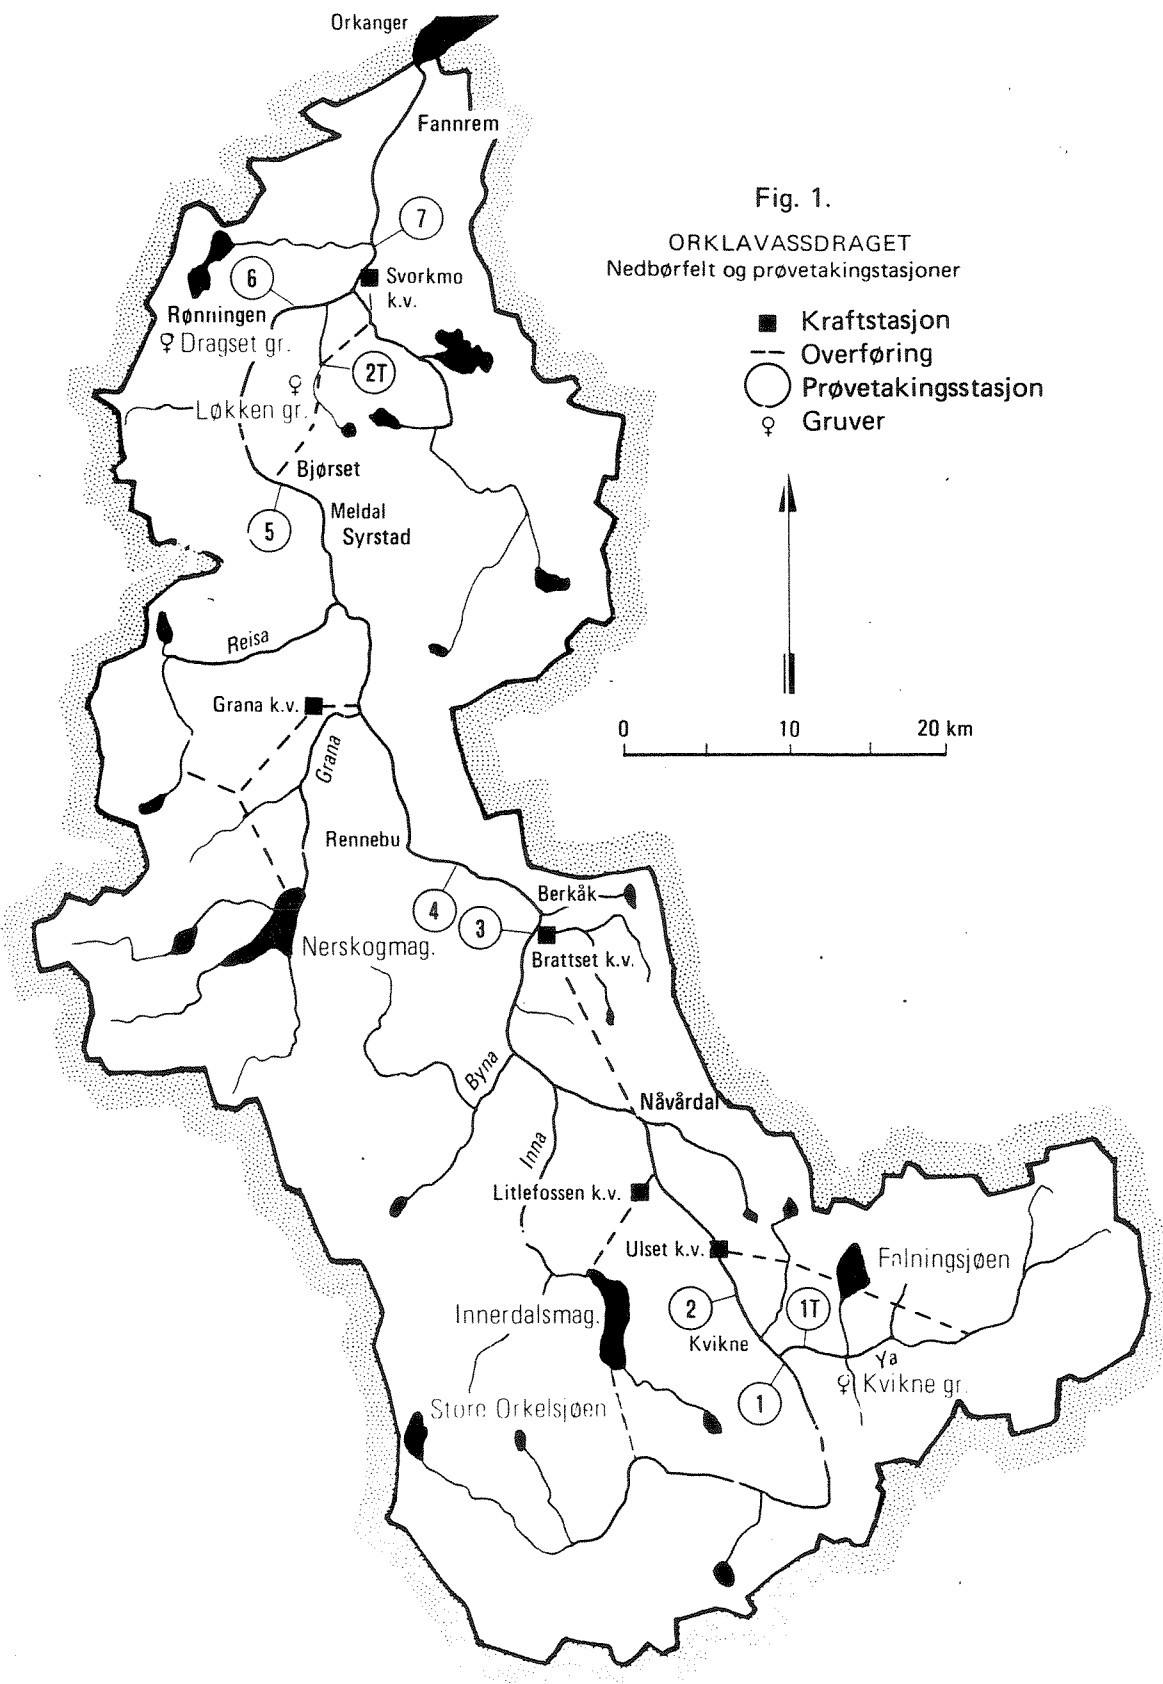 Orkanger
Fannrem
Fig. 1.
ORKLAVASSDRAGET
Nedbørfelt og prøvetakingstasjoner
Kraftstasjon
Overføring
Prøvetakingsstasjon
Gruver
7
6
Svorkmo
k.v.
Rønningen
Dragset gr.
2T
Løkken gr.
Bjørset
5
Meldal
Syrstad
Reisa
Grana k.v.
0 10 20 km
Grana
Rennebu
Berkåk
4
3
Nerskogmag.
Brattset k.v.
Byna
Nåvårdal
Inna
Litlefossen k.v.
Ulset k.v.
Falningsjøen
2
1T
Innerdalsmag.
Kvikne
Ya
Kvikne gr.
1
Store Orkelsjøen